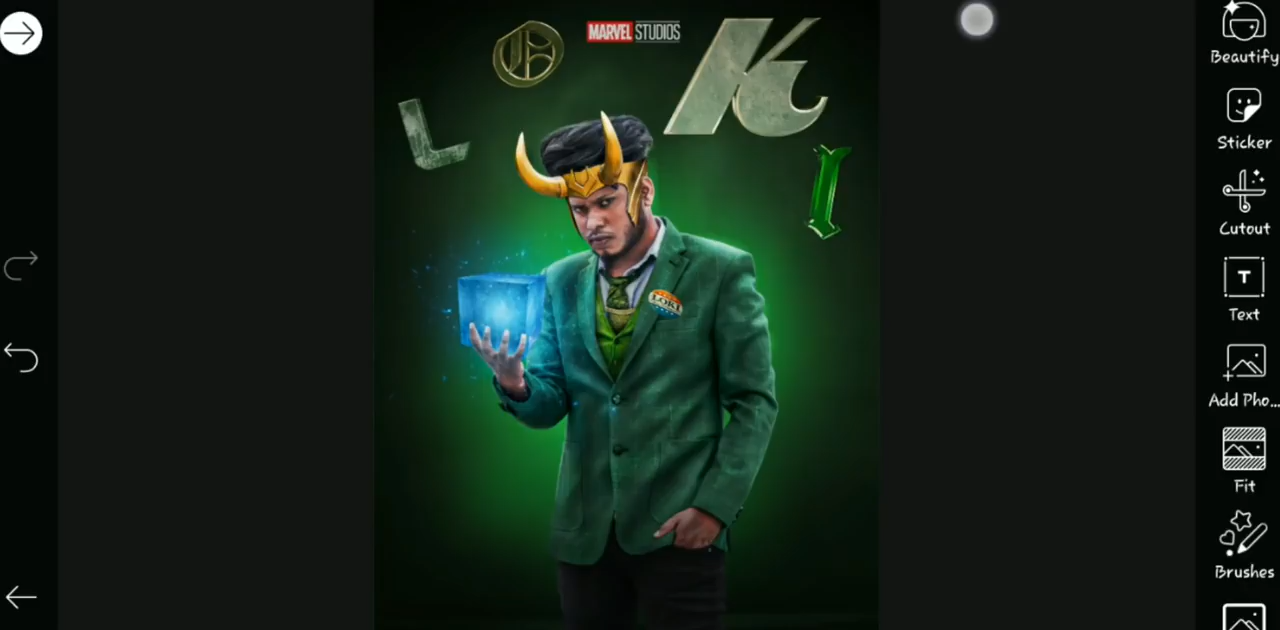 MARVEL STUDIOS
L O K I
LOKI
Beautify
Sticker
Cutout
Text
Add Pho...
Fit
Brushes